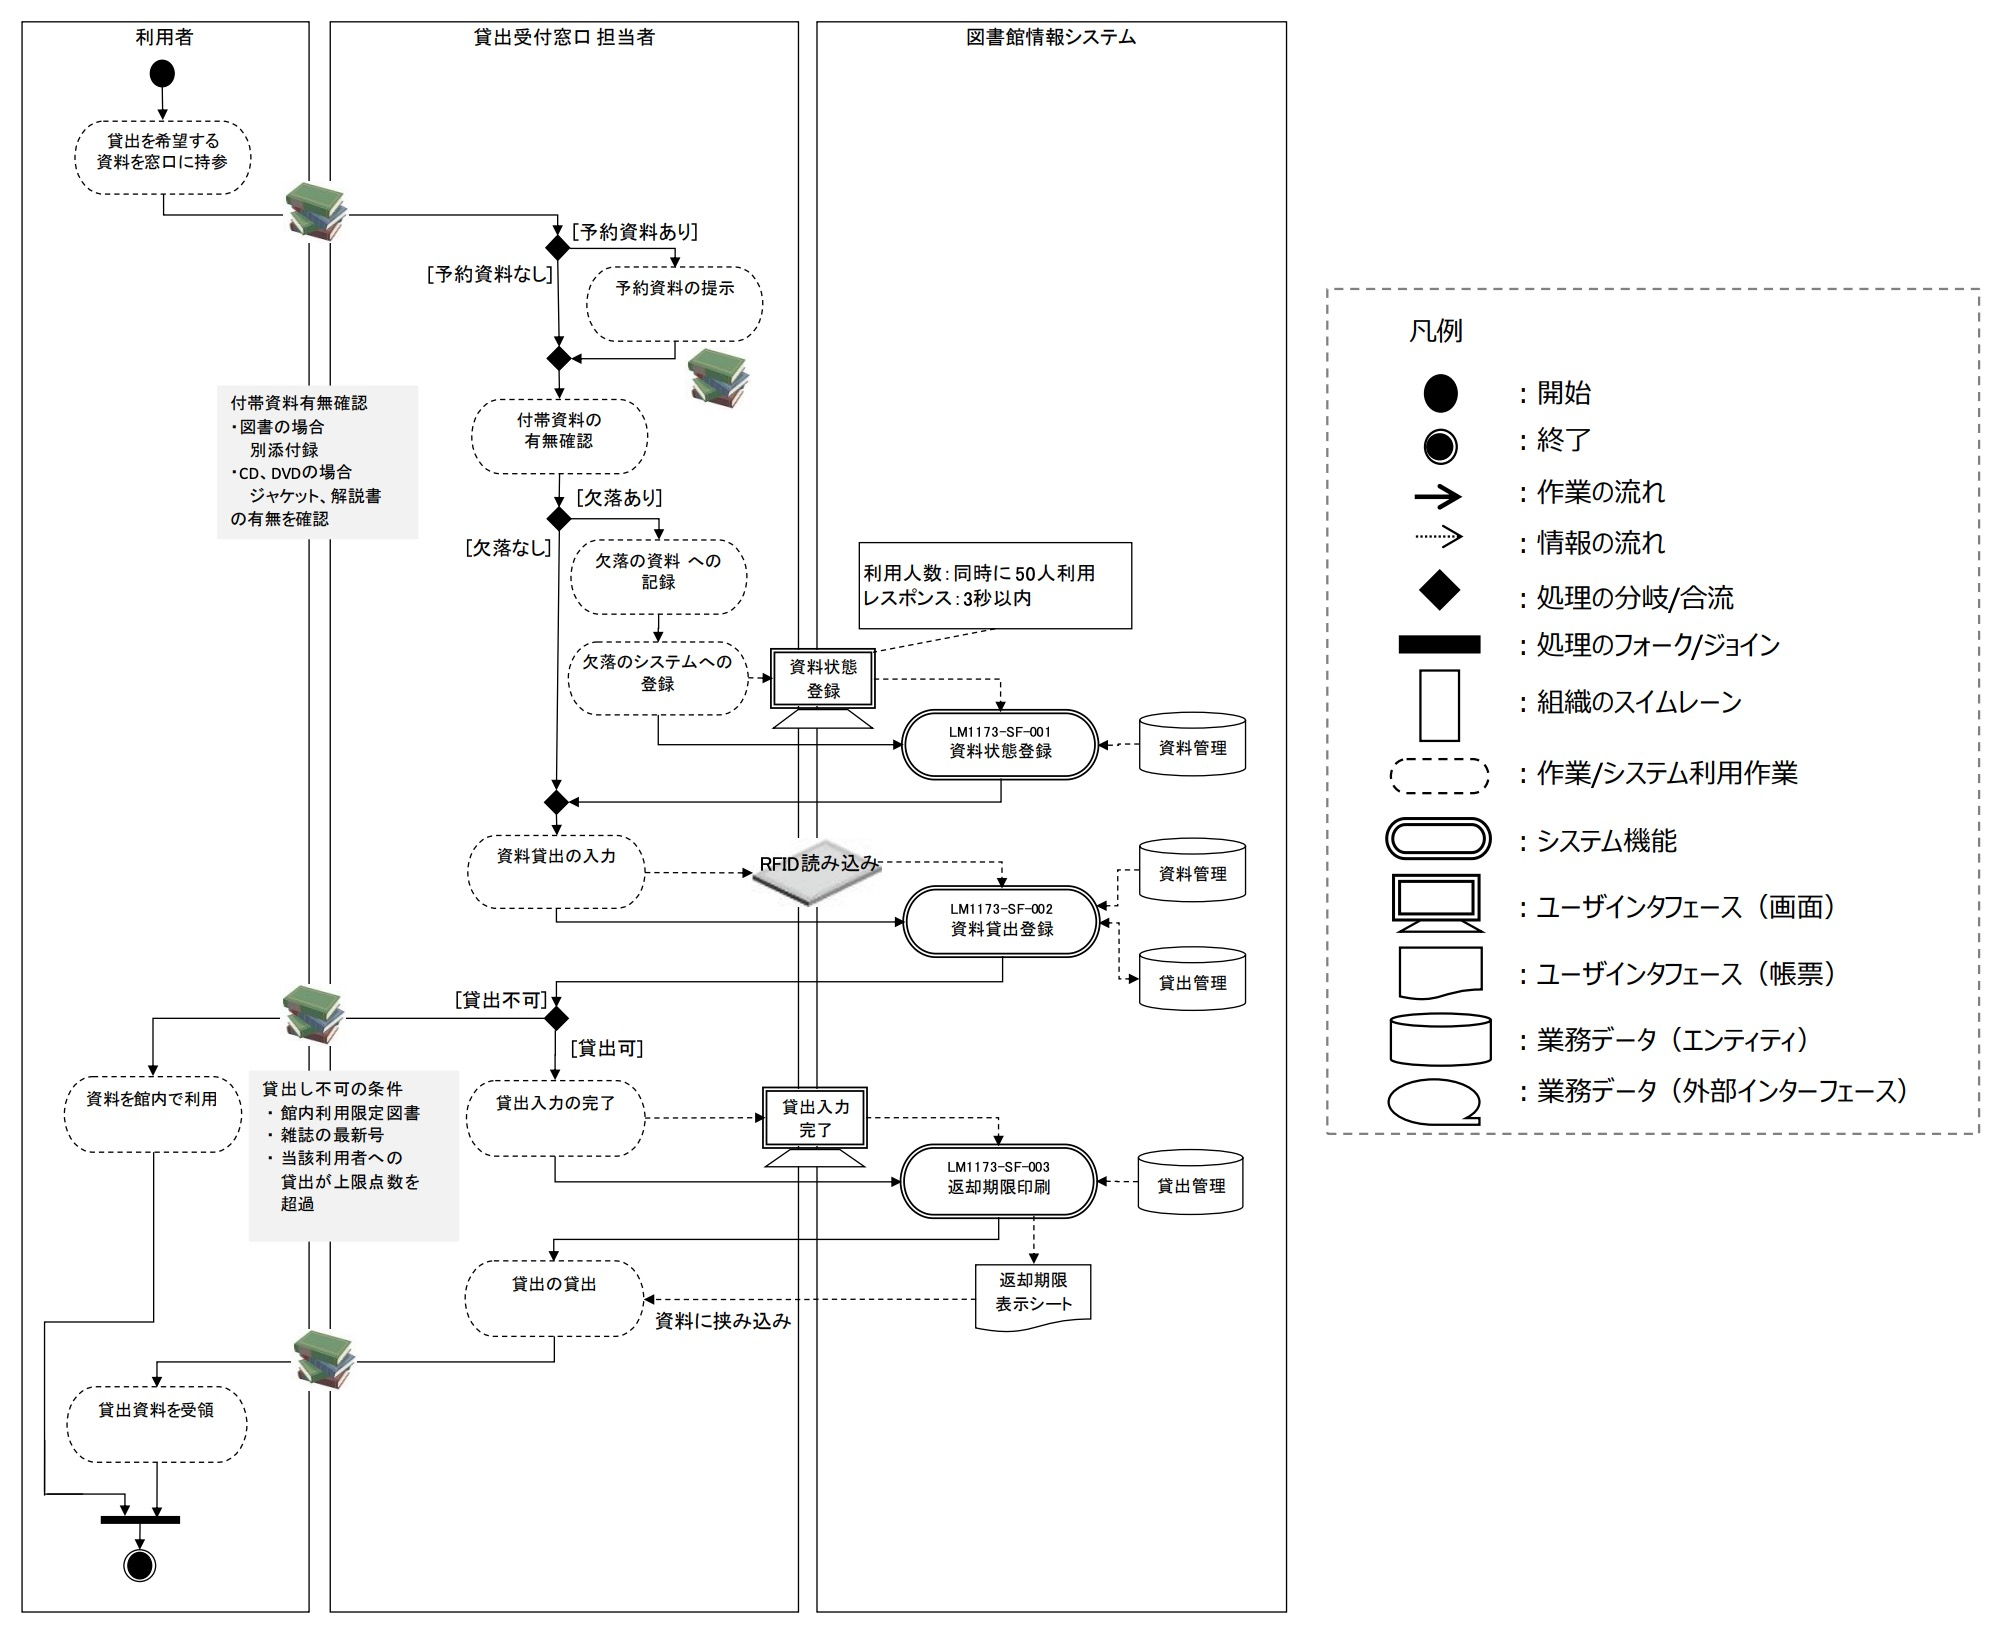 利用者
貸出受付窓口 担当者
図書館情報システム
貸出を希望する
資料を窓口に持参
[予約資料あり]
[予約資料なし]
予約資料の提示
付帯資料有無確認
・図書の場合
別添付録
・CD、DVDの場合
ジャケット、解説書
の有無を確認
付帯資料の
有無確認
[欠落あり]
[欠落なし]
欠落の資料 への
記録
利用人数：同時に50人利用
レスポンス：3秒以内
欠落のシステムへの
登録
資料状態
登録
LM1173-SF-001
資料状態登録
資料管理
資料貸出の入力
RFID読み込み
資料管理
LM1173-SF-002
資料貸出登録
貸出管理
[貸出不可]
[貸出可]
資料を館内で利用
貸出し不可の条件
・ 館内利用限定図書
・ 雑誌の最新号
・ 当該利用者への
貸出が上限点数を
超過
貸出入力の完了
貸出入力
完了
LM1173-SF-003
返却期限印刷
貸出管理
貸出の貸出
返却期限
表示シート
資料に挟み込み
貸出資料を受領
凡例
：開始
：終了
：作業の流れ
：情報の流れ
：処理の分岐/合流
：処理のフォーク/ジョイン
：組織のスイムレーン
：作業/システム利用作業
：システム機能
：ユーザインタフェース（画面）
：ユーザインタフェース（帳票）
：業務データ（エンティティ）
：業務データ（外部インターフェース）